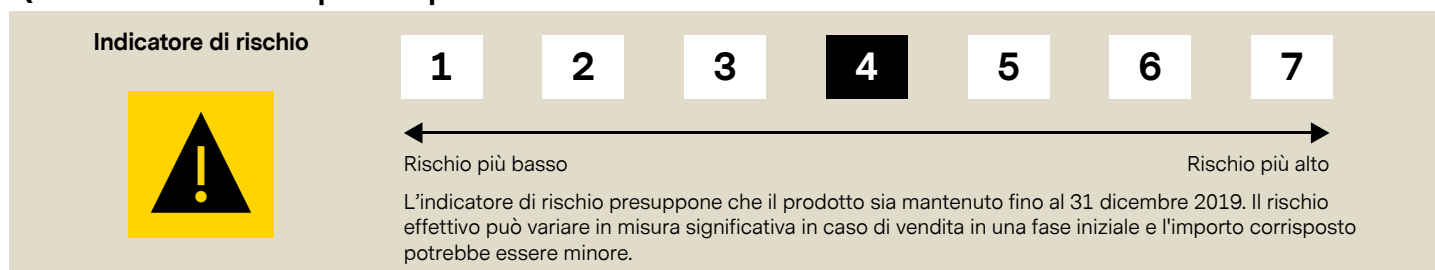 Indicatore di rischio
1 2 3 4 5 6 7
Rischio più basso Rischio più alto
L'indicatore di rischio presuppone che il prodotto sia mantenuto fino al 31 dicembre 2019. Il rischio
effettivo può variare in misura significativa in caso di vendita in una fase iniziale e l'importo corrisposto
potrebbe essere minore.